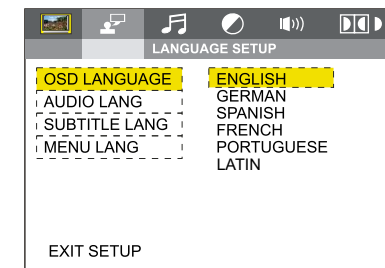 LANGUAGE SETUP
OSD LANGUAGE
AUDIO LANG
SUBTITLE LANG
MENU LANG
ENGLISH
GERMAN
SPANISH
FRENCH
PORTUGUESE
LATIN
EXIT SETUP